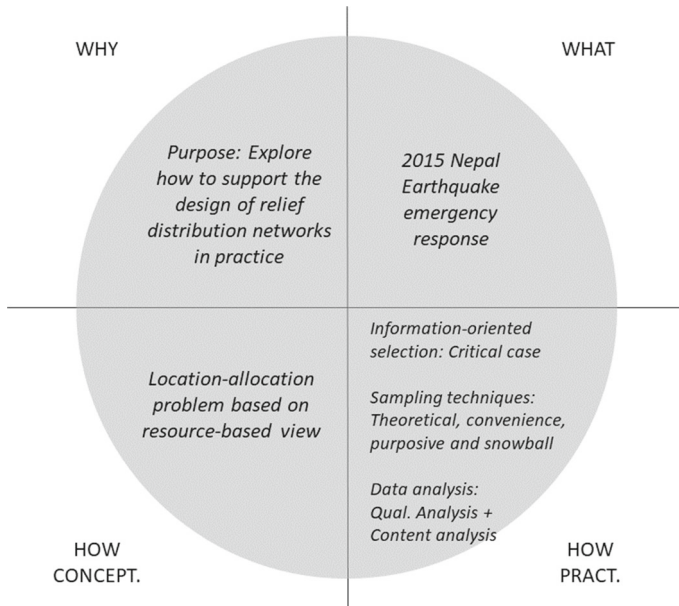 WHY
WHAT
Purpose: Explore
how to support the
design of relief
distribution networks
in practice
2015 Nepal
Earthquake
emergency
response
Location-allocation
problem based on
resource-based view
Information-oriented
selection: Critical case
Sampling techniques:
Theoretical, convenience,
purposive and snowball
Data analysis:
Qual. Analysis +
Content analysis
HOW
CONCEPT.
HOW
PRACT.